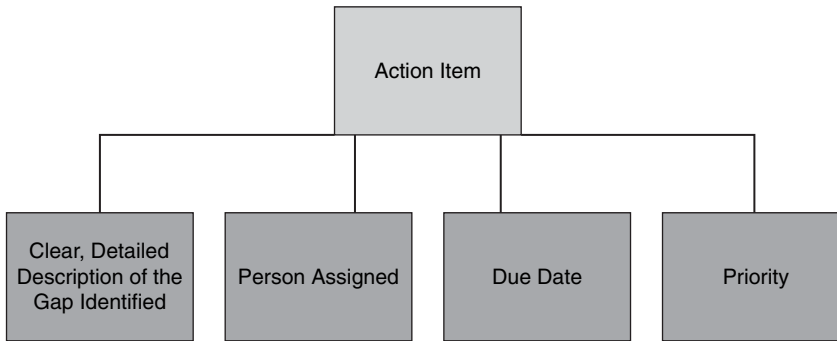 Action Item
Clear, Detailed
Description of the
Gap Identified
Person Assigned
Due Date
Priority